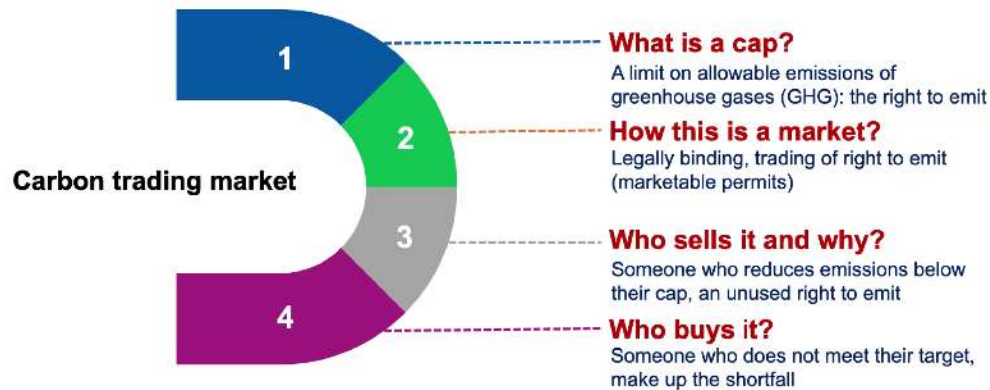 1
What is a cap?
A limit on allowable emissions of
greenhouse gases (GHG): the right to emit
2
How this is a market?
Legally binding, trading of right to emit
(marketable permits)
Carbon trading market
3
Who sells it and why?
Someone who reduces emissions below
their cap, an unused right to emit
4
Who buys it?
Someone who does not meet their target,
make up the shortfall